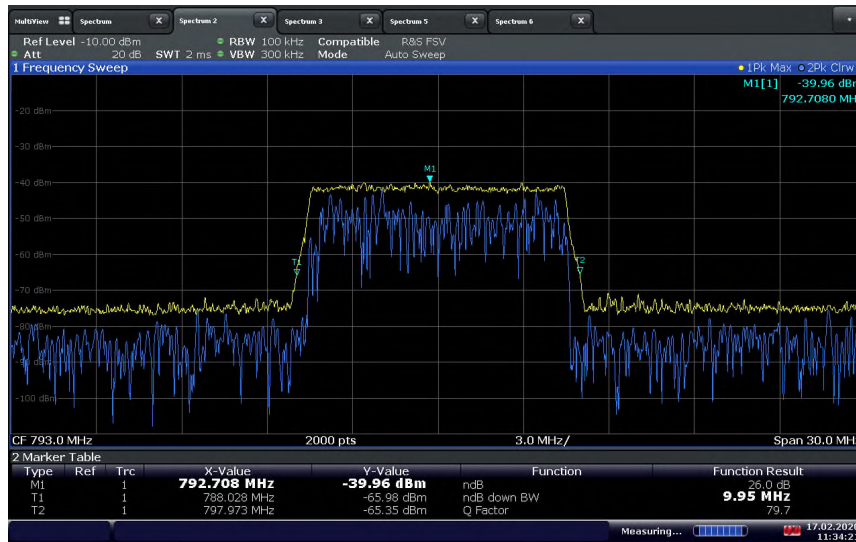 MultiView Spectrum X Spectrum 2 X Spectrum 3 X Spectrum 5 X Spectrum 6 X
Ref Level -10.00 dBm RBW 100 kHz Compatible R&S FSV
Att 20 dB SWT 2 ms VBW 300 kHz Mode Auto Sweep
1 Frequency Sweep 1Pk Max 2Pk Clrw
M1[1] -39.96 dBm
792.7080 MH
-20 dBm
-30 dBm
M1
-40 dBm
-50 dBm
-60 dBm
T1 T2
-70 dBm
-80 dBm
-90 dBm
-100 dBm
CF 793.0 MHz 2000 pts 3.0 MHz/ Span 30.0 MH
2 Marker Table
Type Ref Trc X-Value Y-Value Function Function Result
M1 1 792.708 MHz -39.96 dBm ndB 26.0 dB
T1 1 788.028 MHz -65.98 dBm ndB down BW 9.95 MHz
T2 1 797.973 MHz -65.35 dBm Q Factor 79.7
Measuring... 17.02.2020
11:34:23